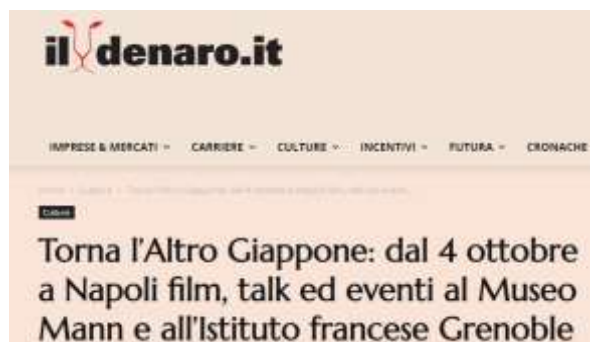 il denaro.it
IMPRESE & MERCATI CARRIERE CULTURE INCENTIVI FUTURA CRONACHE
Torna l'Altro Giappone: dal 4 ottobre
a Napoli film, talk ed eventi al Museo
Mann e all'Istituto francese Grenoble